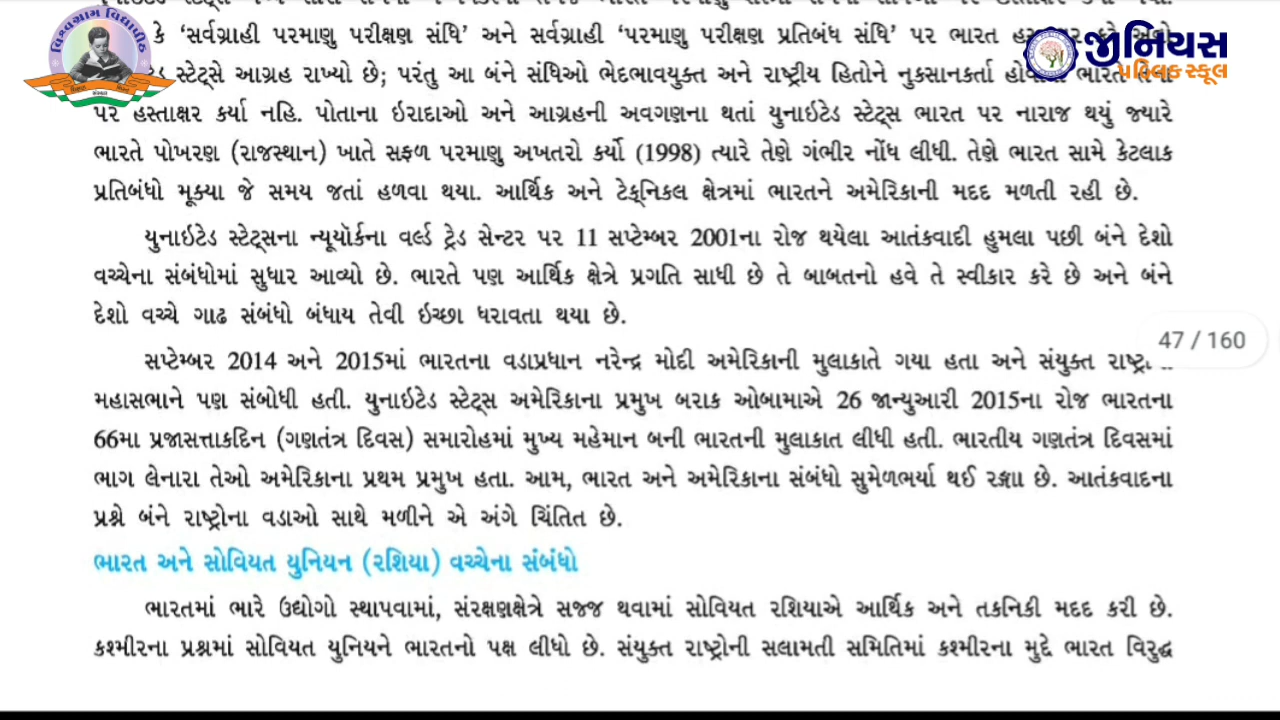 કે ‘સર્વગ્રાહી પરમાણુ પરીક્ષણ સંધિ’ અને સર્વગ્રાહી ‘પરમાણુ પરીક્ષણ પ્રતિબંધ સંધિ’ પર ભારત
સ્ટેટ્સે આગ્રહ રાખ્યો છે; પરંતુ આ બંને સંધિઓ ભેદભાવયુક્ત અને રાષ્ટ્રીય હિતોને નુકસાનકર્તા
પર હસ્તાક્ષર કર્યા નહિ. પોતાના ઇરાદાઓ અને આગ્રહની અવગણના થતાં યુનાઇટેડ સ્ટેટ્સ ભારત પર નારાજ થયું જ્યારે
ભારતે પોખરણ (રાજસ્થાન) ખાતે સફળ પરમાણુ અખતરો કર્યો (1998) ત્યારે તેણે ગંભીર નોંધ લીધી. તેણે ભારત સામે કેટલાક
પ્રતિબંધો મૂક્યા જે સમય જતાં હળવા થયા. આર્થિક અને ટેક્નિકલ ક્ષેત્રમાં ભારતને અમેરિકાની મદદ મળતી રહી છે.
યુનાઇટેડ સ્ટેટ્સના ન્યૂયૉર્કના વર્લ્ડ ટ્રેડ સેન્ટર પર 11 સપ્ટેમ્બર 2001ના રોજ થયેલા આતંકવાદી હુમલા પછી બંને દેશો
વચ્ચેના સંબંધોમાં સુધાર આવ્યો છે. ભારતે પણ આર્થિક ક્ષેત્રે પ્રગતિ સાધી છે તે બાબતનો હવે તે સ્વીકાર કરે છે અને બંને
દેશો વચ્ચે ગાઢ સંબંધો બંધાય તેવી ઇચ્છા ધરાવતા થયા છે.
સપ્ટેમ્બર 2014 અને 2015માં ભારતના વડાપ્રધાન નરેન્દ્ર મોદી અમેરિકાની મુલાકાતે ગયા હતા અને સંયુક્ત
મહાસભાને પણ સંબોધી હતી. યુનાઇટેડ સ્ટેટ્સ અમેરિકાના પ્રમુખ બરાક ઓબામાએ 26 જાન્યુઆરી 2015ના રોજ ભારતના
66મા પ્રજાસત્તાકદિન (ગણતંત્ર દિવસ) સમારોહમાં મુખ્ય મહેમાન બની ભારતની મુલાકાત લીધી હતી. ભારતીય ગણતંત્ર દિવસમાં
ભાગ લેનારા તેઓ અમેરિકાના પ્રથમ પ્રમુખ હતા. આમ, ભારત અને અમેરિકાના સંબંધો સુમેળભર્યા થઈ રહ્યા છે. આતંકવાદના
પ્રશ્ને બંને રાષ્ટ્રોના વડાઓ સાથે મળીને એ અંગે ચિંતિત છે.
ભારત અને સોવિયત યુનિયન (રશિયા) વચ્ચેના સંબંધો
ભારતમાં ભારે ઉદ્યોગો સ્થાપવામાં, સંરક્ષણક્ષેત્રે સજ્જ થવામાં સોવિયત રશિયાએ આર્થિક અને તકનિકી મદદ કરી છે.
કશ્મીરના પ્રશ્નમાં સોવિયત યુનિયને ભારતનો પક્ષ લીધો છે. સંયુક્ત રાષ્ટ્રોની સલામતી સમિતિમાં કશ્મીરના મુદ્દે ભારત વિરુદ્ધ
વિશ્વગ્રામ વિદ્યાપીઠ
જીનિયસ
પબ્લિક સ્કૂલ
47 / 160